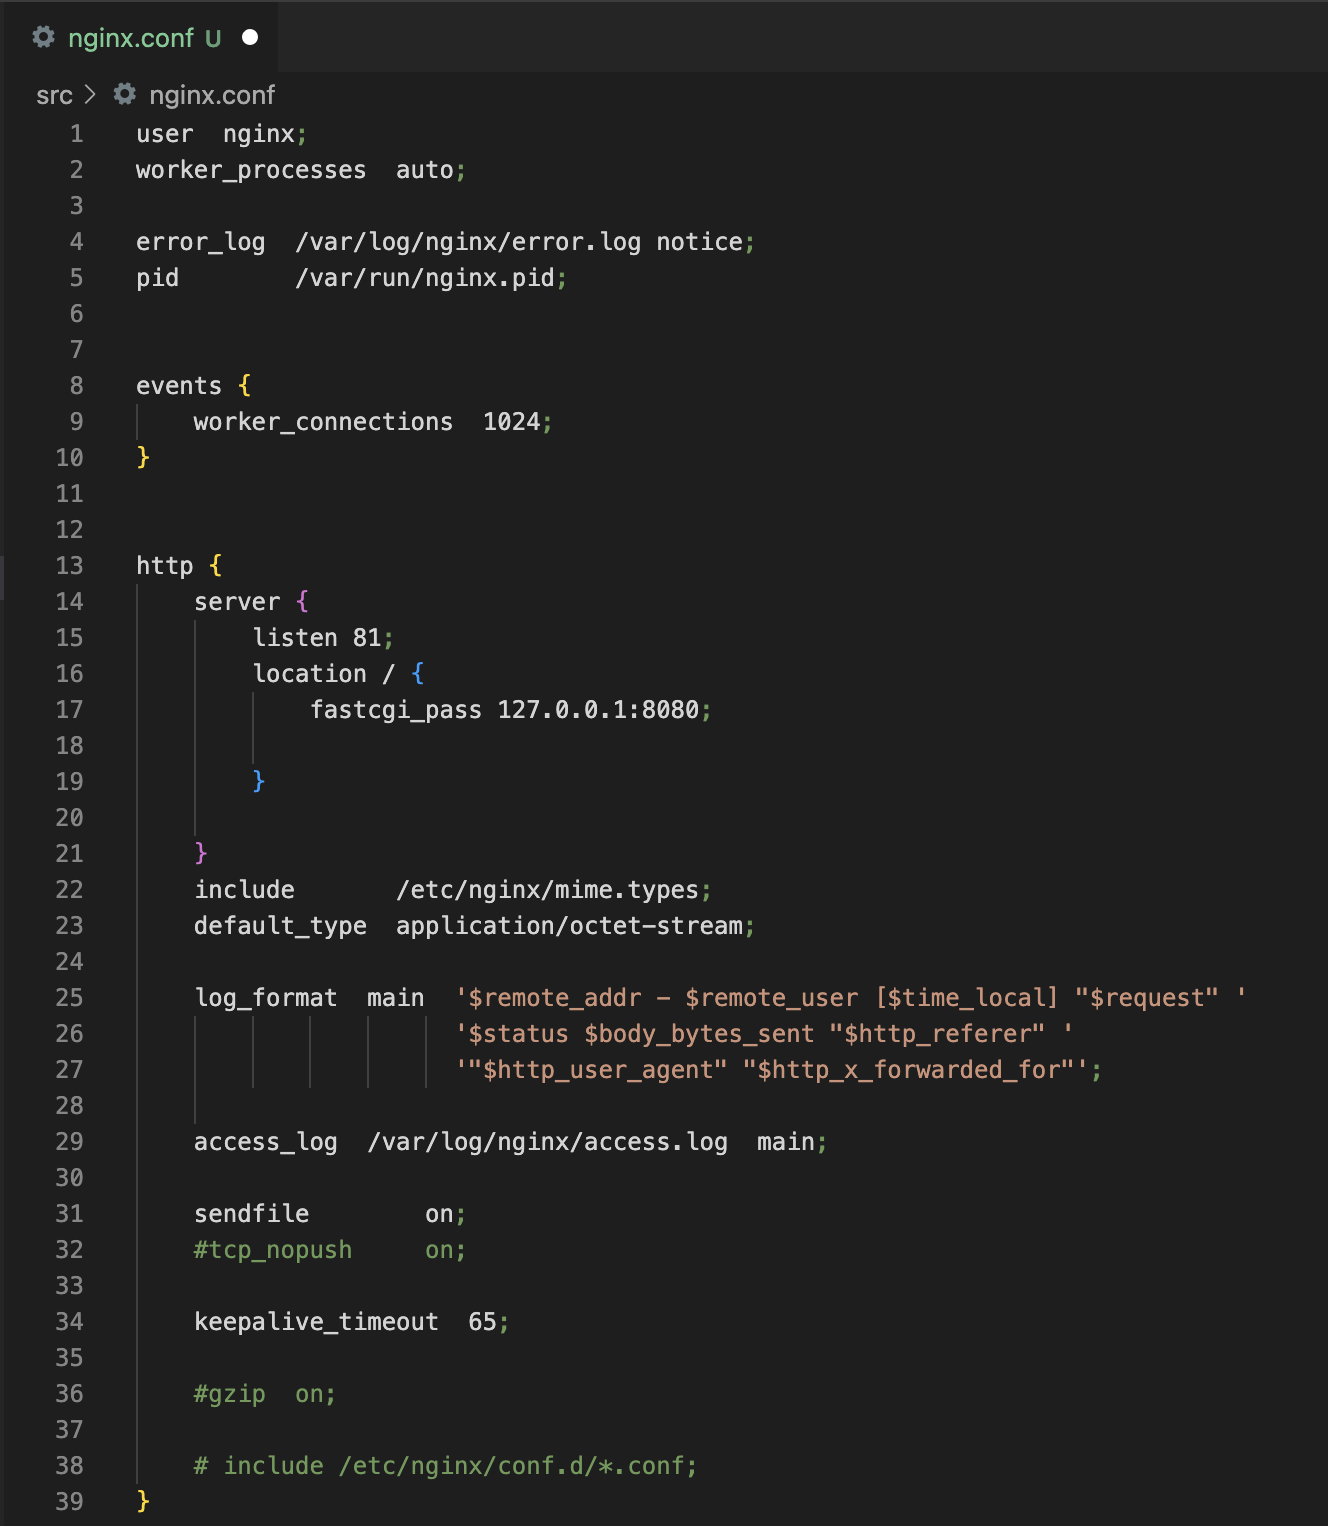 nginx.conf U
src > nginx.conf
1 user  nginx;
2 worker_processes  auto;
3
4 error_log  /var/log/nginx/error.log notice;
5 pid        /var/run/nginx.pid;
6
7
8 events {
9     worker_connections  1024;
10 }
11
12
13 http {
14     server {
15         listen 81;
16         location / {
17             fastcgi_pass 127.0.0.1:8080;
18
19         }
20
21     }
22     include       /etc/nginx/mime.types;
23     default_type  application/octet-stream;
24
25     log_format  main  '$remote_addr - $remote_user [$time_local] "$request" '
26                       '$status $body_bytes_sent "$http_referer" '
27                       '"$http_user_agent" "$http_x_forwarded_for"';
28
29     access_log  /var/log/nginx/access.log  main;
30
31     sendfile        on;
32     #tcp_nopush     on;
33
34     keepalive_timeout  65;
35
36     #gzip  on;
37
38     # include /etc/nginx/conf.d/*.conf;
39 }